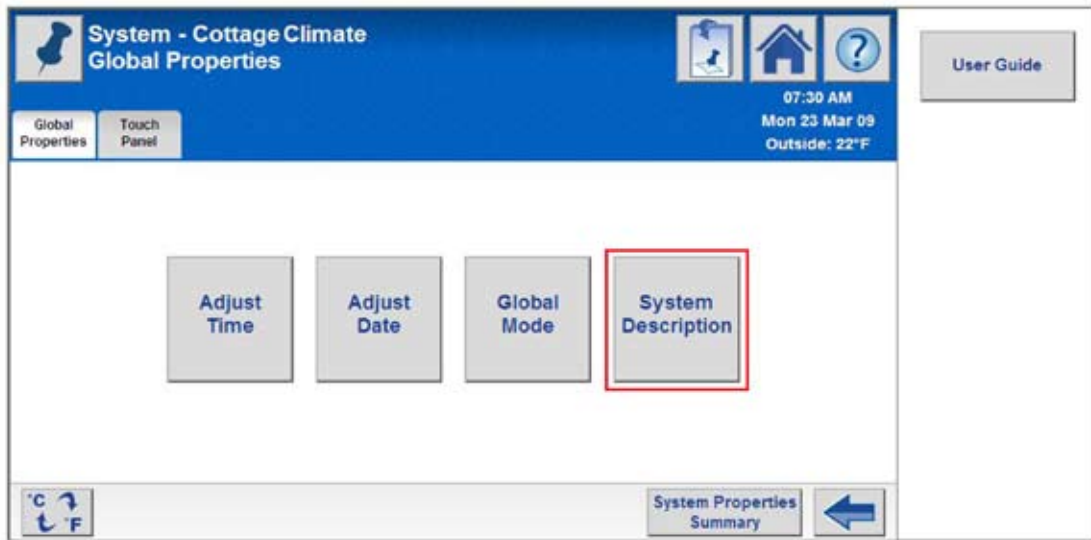 System - Cottage Climate
Global Properties
?
User Guide
07:30 AM
Mon 23 Mar 09
Outside: 22°F
Global
Properties
Touch
Panel
Adjust
Time
Adjust
Date
Global
Mode
System
Description
°C
°F
System Properties
Summary